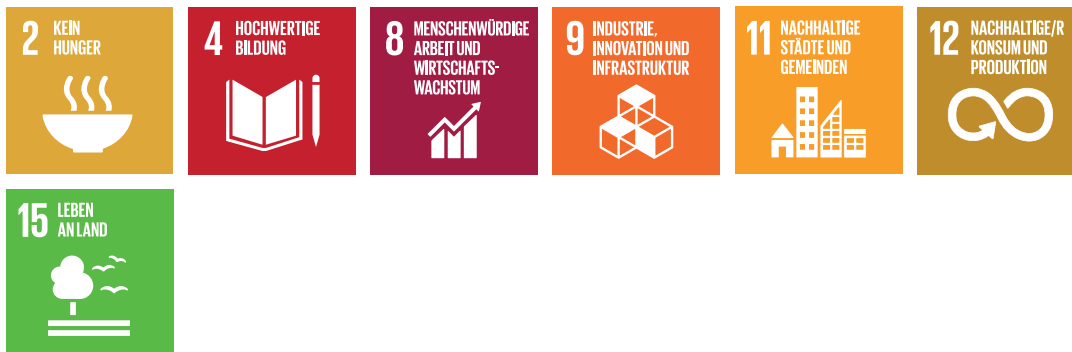 2 KEIN
HUNGER
4 HOCHWERTIGE
BILDUNG
8 MENSCHENWÜRDIGE
ARBEIT UND
WIRTSCHAFTS-
WACHSTUM
9 INDUSTRIE,
INNOVATION UND
INFRASTRUKTUR
11 NACHHALTIGE
STÄDTE UND
GEMEINDEN
12 NACHHALTIGE/R
KONSUM UND
PRODUKTION
15 LEBEN
AN LAND